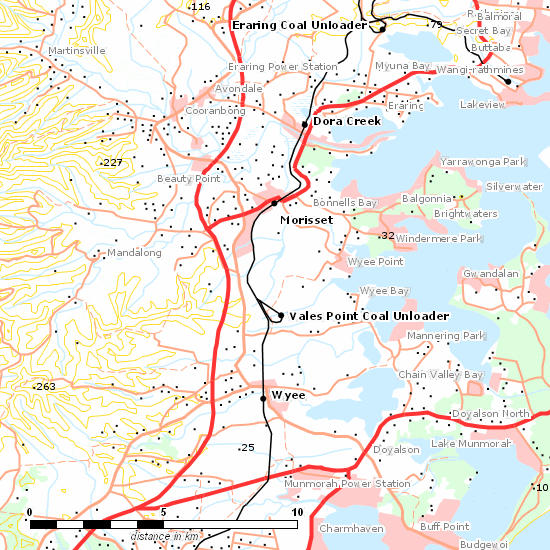 .116
Balmoral
Eraring Coal Unloader
.79
Secret Bay
Martinsville
Buttaba
Eraring Power Station
Myuna Bay
Wangi-rathmines
Avondale
Lakeview
Cooranbong
Eraring
Dora Creek
.227
Yarrawonga Park
Beauty Point
Silverwater
Bonnells Bay
Balgonnia
Brightwaters
Morisset
.32
Windermere Park
Mandalong
Wyee Point
Gwandalan
Wyee Bay
Vales Point Coal Unloader
Mannering Park
Chain Valley Bay
.263
Wyee
Doyalson North
Lake Munmorah
.25
Doyalson
Munmorah Power Station
.10
0 5 10
distance in km
Charmhaven
Buff Point
Budgewoi